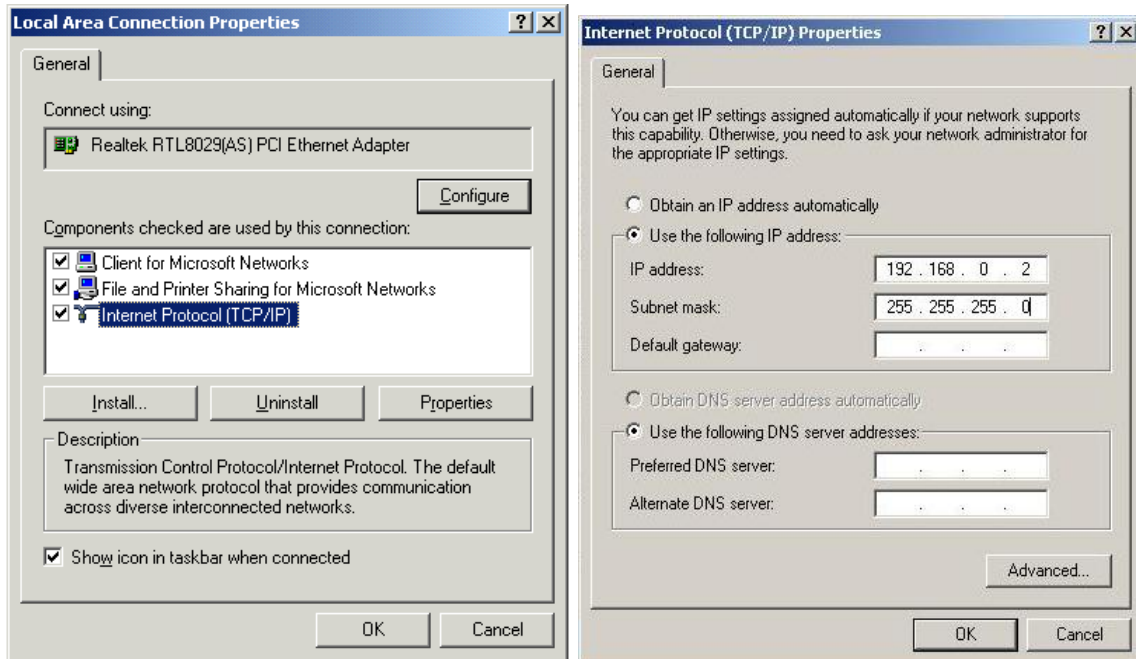 Local Area Connection Properties
General
Connect using:
Realtek RTL8029(AS) PCI Ethernet Adapter
Configure
Components checked are used by this connection:
Client for Microsoft Networks
File and Printer Sharing for Microsoft Networks
Internet Protocol (TCP/IP)
Install...
Uninstall
Properties
Description
Transmission Control Protocol/Internet Protocol. The default
wide area network protocol that provides communication
across diverse interconnected networks.
Show icon in taskbar when connected
OK
Cancel
Internet Protocol (TCP/IP) Properties
General
You can get IP settings assigned automatically if your network supports
this capability. Otherwise, you need to ask your network administrator for
the appropriate IP settings.
Obtain an IP address automatically
Use the following IP address:
IP address: 192 . 168 . 0 . 2
Subnet mask: 255 . 255 . 255 . 0
Default gateway: . . .
Obtain DNS server address automatically
Use the following DNS server addresses:
Preferred DNS server: . . .
Alternate DNS server: . . .
Advanced...
OK
Cancel